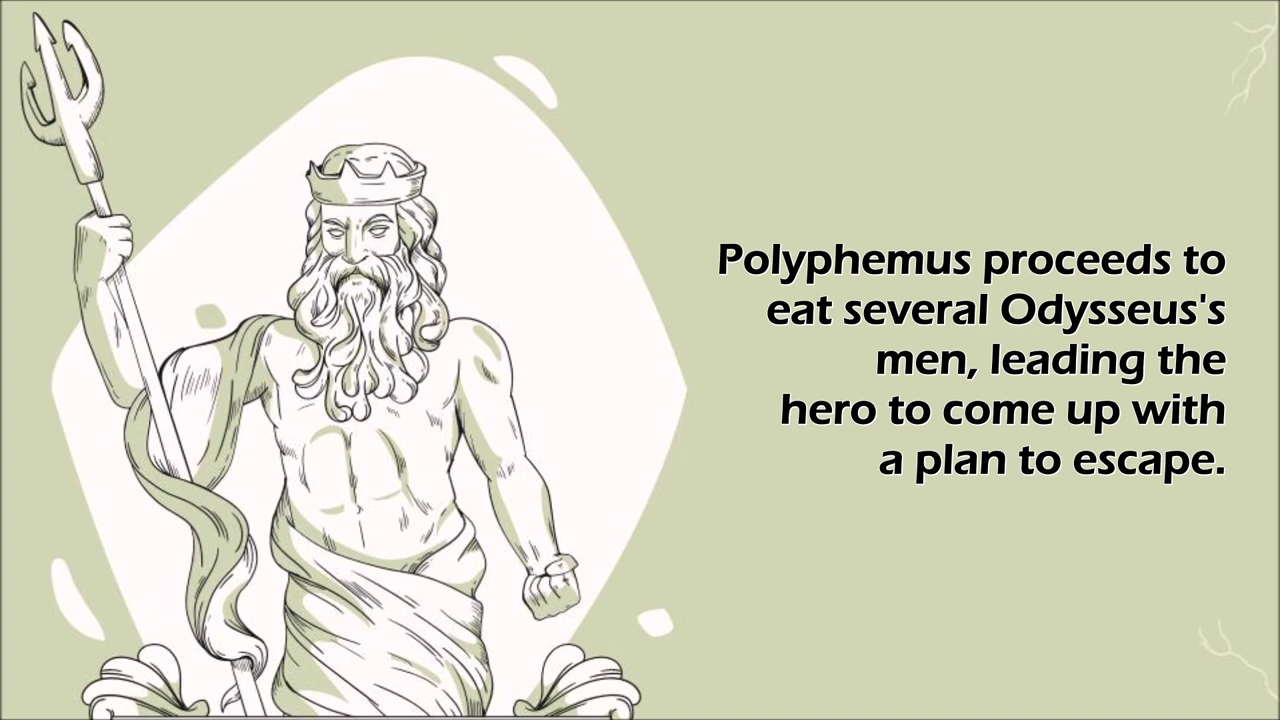 Polyphemus proceeds to
eat several Odysseus's
men, leading the
hero to come up with
a plan to escape.